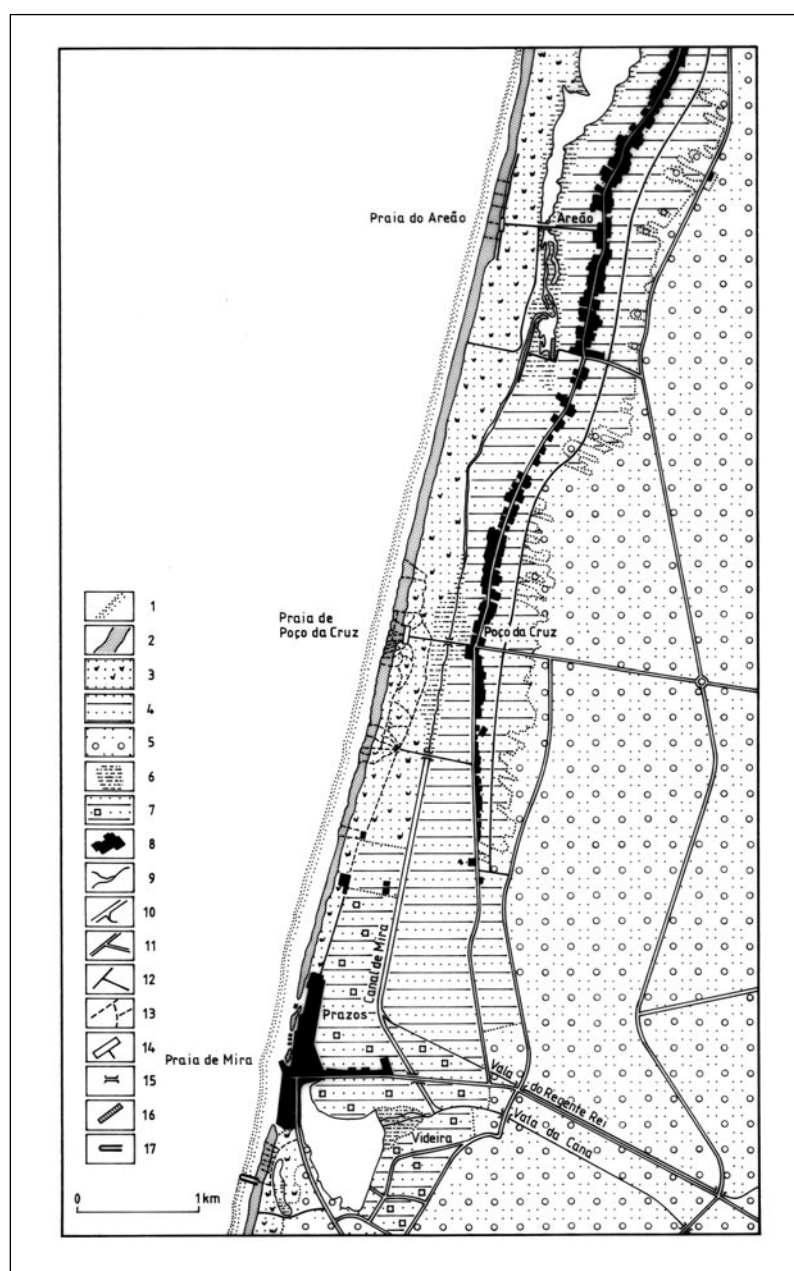 Praia do Areão
Areão
Praia de
Poço da Cruz
Poço da Cruz
1
2
3
4
5
6
7
8
9
10
11
12
13
14
15
16
17
Canal de Mira
Prazos
Praia de Mira
Vala do Regente Rei
Vala da Cana
Videira
0 1km